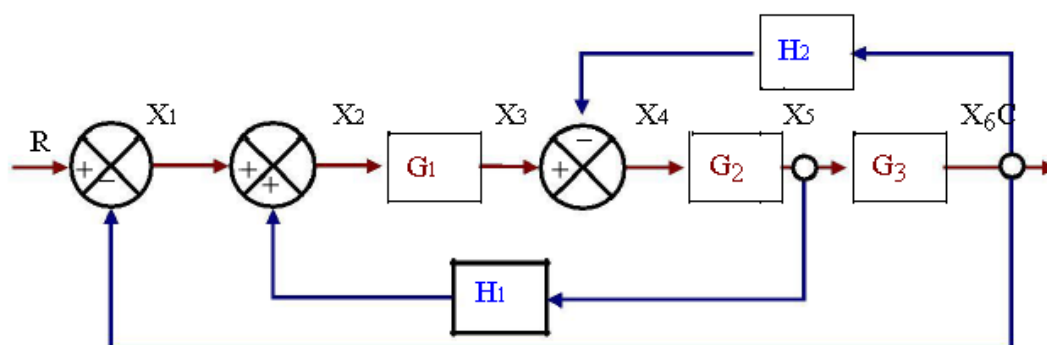 H2
X1
X2
X3
X4
X5
X6C
R
+
−
+
+
G1
+
−
G2
G3
H1